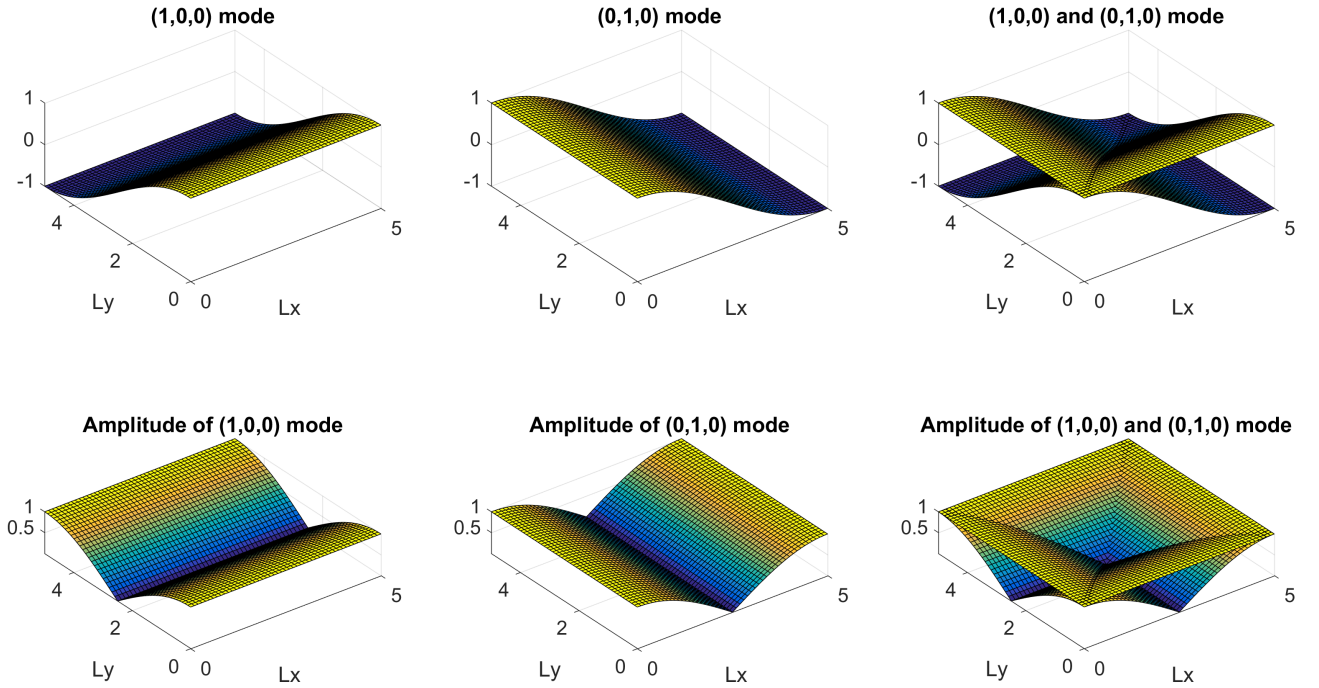 (1,0,0) mode
1
0
-1
4
2
0
0
5
Ly
Lx
(0,1,0) mode
1
0
-1
4
2
0
0
5
Ly
Lx
(1,0,0) and (0,1,0) mode
1
0
-1
4
2
0
0
5
Ly
Lx
Amplitude of (1,0,0) mode
1
0.5
4
2
0
0
5
Ly
Lx
Amplitude of (0,1,0) mode
1
0.5
4
2
0
0
5
Ly
Lx
Amplitude of (1,0,0) and (0,1,0) mode
1
0.5
4
2
0
0
5
Ly
Lx